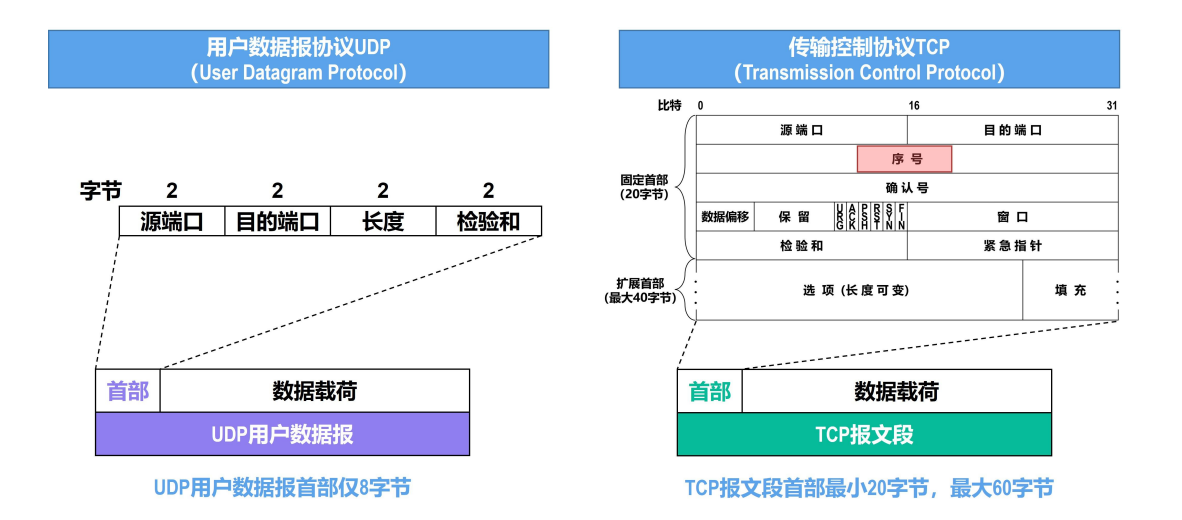 用户数据报协议UDP
(User Datagram Protocol)
字节 2 2 2 2
源端口 目的端口 长度 检验和
首部 数据载荷
UDP用户数据报
UDP用户数据报首部仅8字节
传输控制协议TCP
(Transmission Control Protocol)
比特 0 16 31
源端口 目的端口
序号
固定首部
(20字节)
确认号
数据偏移 保留 URG ACK PSH RST SYN FIN 窗口
检验和 紧急指针
扩展首部
(最大40字节)
选项 (长度可变) 填充
首部 数据载荷
TCP报文段
TCP报文段首部最小20字节，最大60字节